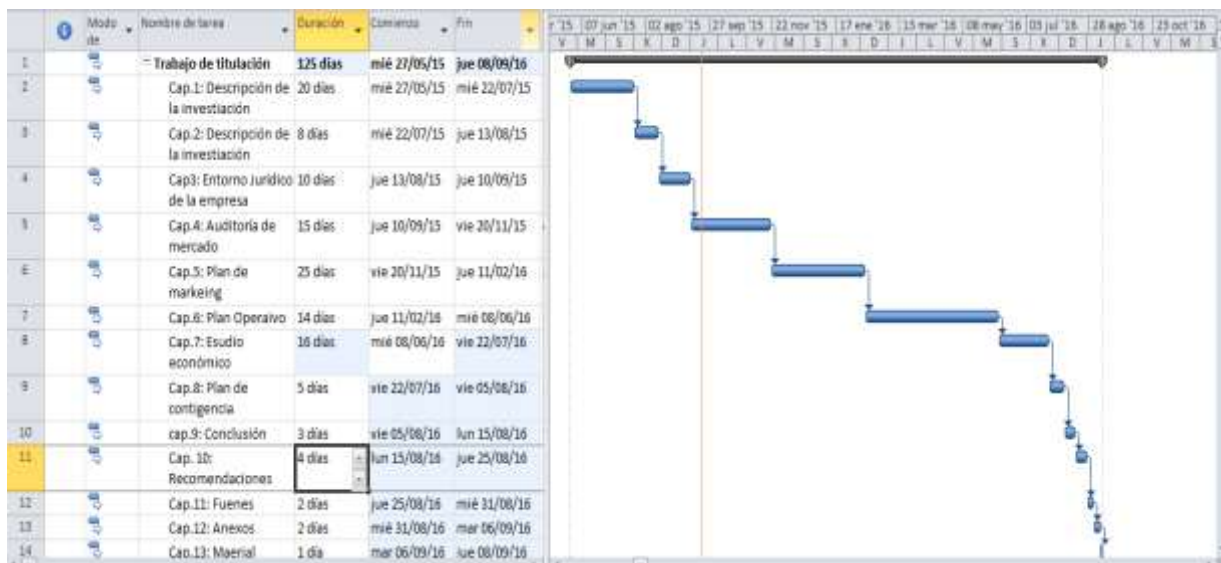 Modo de
Nombre de tarea
Duración
Comienzo
Fin
'15
07 jun '15
02 ago '15
27 sep '15
22 nov '15
17 ene '16
13 mar '16
08 may '16
03 jul '16
28 ago '16
23 oct '16
V M S X D J L V M S X D J L V M S X D J L V M S
1 Trabajo de titulación 125 días mié 27/05/15 jue 08/09/16
2 Cap.1: Descripción de 20 días mié 27/05/15 mié 22/07/15
la investiación
3 Cap.2: Descripción de 8 días mié 22/07/15 jue 13/08/15
la investiación
4 Cap3: Entorno Jurídico 10 días jue 13/08/15 jue 10/09/15
de la empresa
5 Cap.4: Auditoría de 15 días jue 10/09/15 vie 20/11/15
mercado
6 Cap.5: Plan de 25 días vie 20/11/15 jue 11/02/16
markeing
7 Cap.6: Plan Operaivo 14 días jue 11/02/16 mié 08/06/16
8 Cap.7: Esudio 16 días mié 08/06/16 vie 22/07/16
económico
9 Cap.8: Plan de 5 días vie 22/07/16 vie 05/08/16
contigencia
10 cap.9: Conclusión 3 días vie 05/08/16 lun 15/08/16
11 Cap. 10: 4 días lun 15/08/16 jue 25/08/16
Recomendaciones
12 Cap.11: Fuenes 2 días jue 25/08/16 mié 31/08/16
13 Cap.12: Anexos 2 días mié 31/08/16 mar 06/09/16
14 Cap.13: Maerial 1 día mar 06/09/16 jue 08/09/16